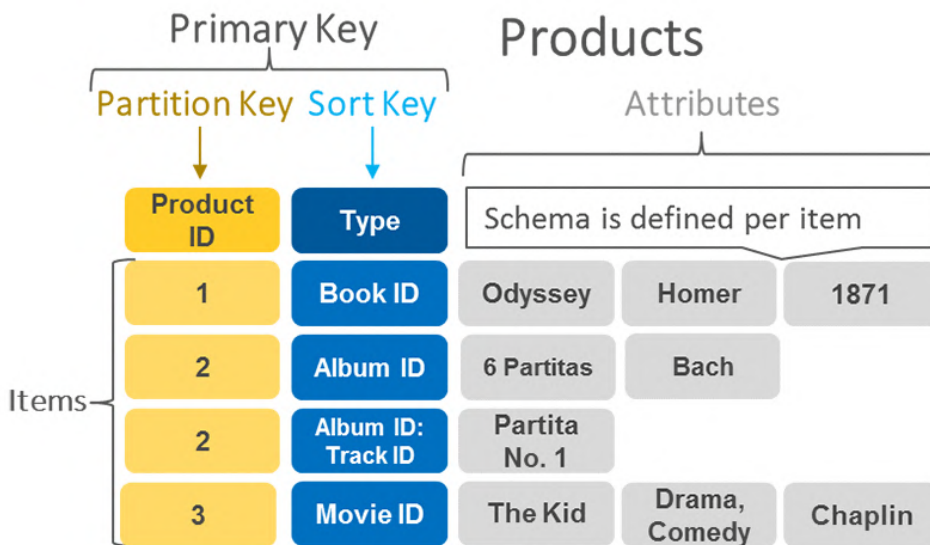 Primary Key
Products
Partition Key
Sort Key
Attributes
Product
ID
Type
Schema is defined per item
Items
1
Book ID
Odyssey
Homer
1871
2
Album ID
6 Partitas
Bach
2
Album ID:
Track ID
Partita
No. 1
3
Movie ID
The Kid
Drama,
Comedy
Chaplin